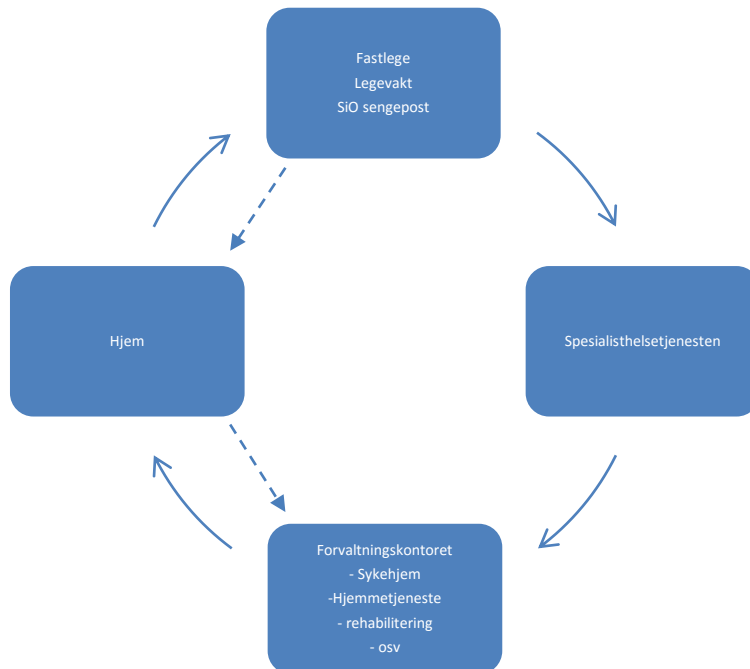 Fastlege
Legevakt
SiO sengepost
Hjem
Spesialisthelsetjenesten
Forvaltningskontoret
- Sykehjem
-Hjemmetjeneste
- rehabilitering
- osv